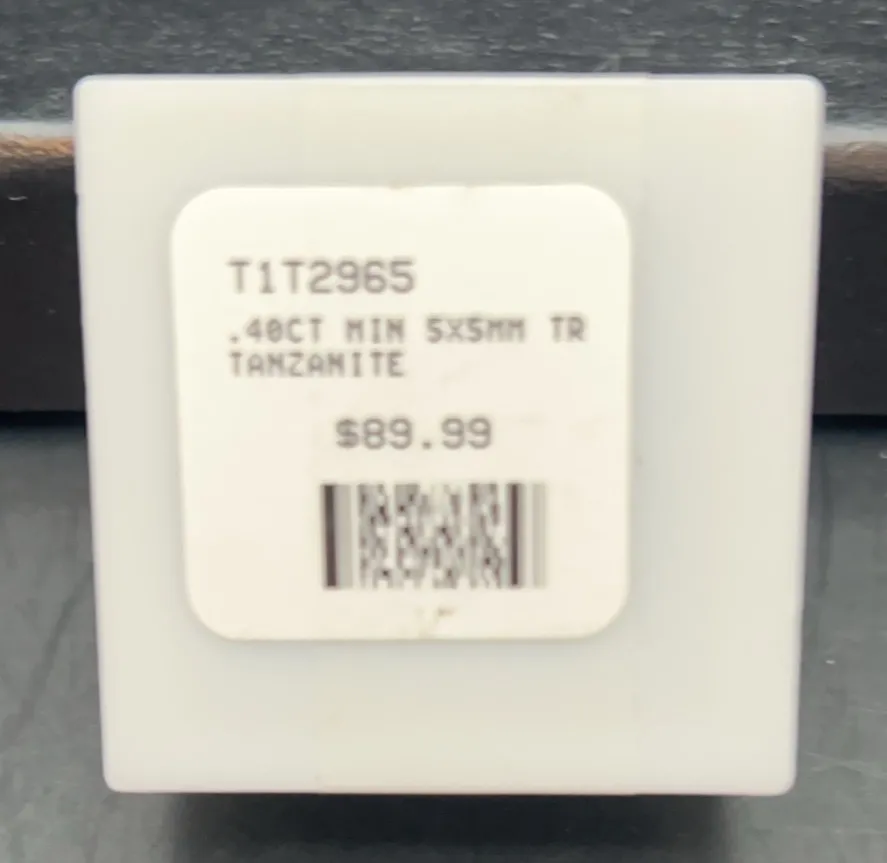 T1T2965
.40CT MIN 5X5MM TR
TANZANITE
$89.99